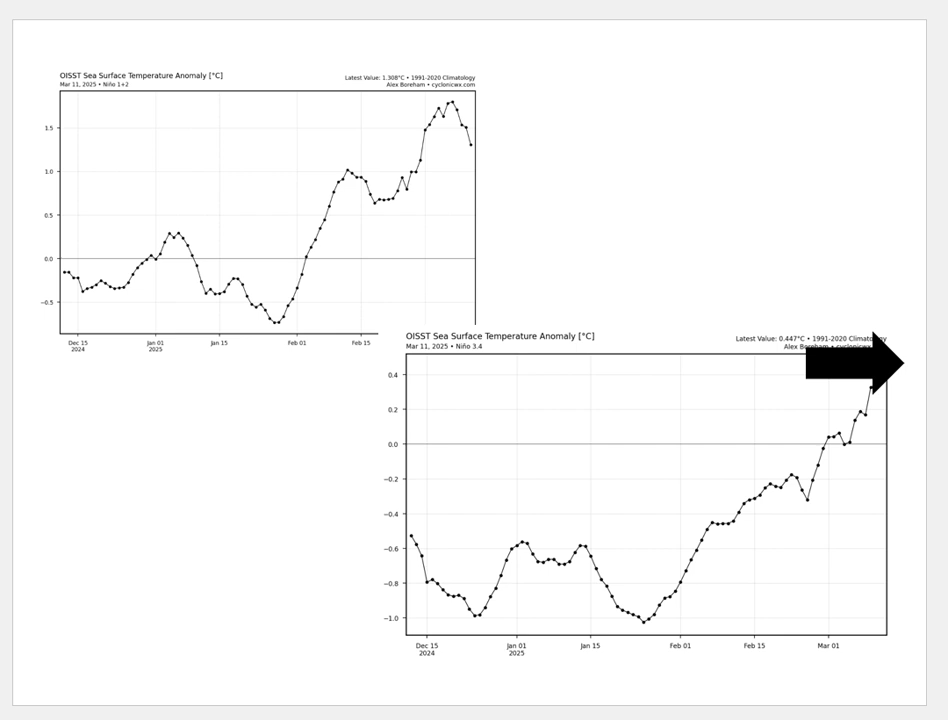 OISST Sea Surface Temperature Anomaly [°C]
Latest Value: 1.308°C • 1991-2020 Climatology
Mar 11, 2025 • Niño 1+2
Alex Boreham • cyclonicwx.com
1.5
1.0
0.5
0.0
−0.5
Dec 15
2024
Jan 01
2025
Jan 15
Feb 01
Feb 15
OISST Sea Surface Temperature Anomaly [°C]
Latest Value: 0.447°C • 1991-2020 Climatology
Mar 11, 2025 • Niño 3.4
Alex
0.4
0.2
0.0
−0.2
−0.4
−0.6
−0.8
−1.0
Dec 15
2024
Jan 01
2025
Jan 15
Feb 01
Feb 15
Mar 01